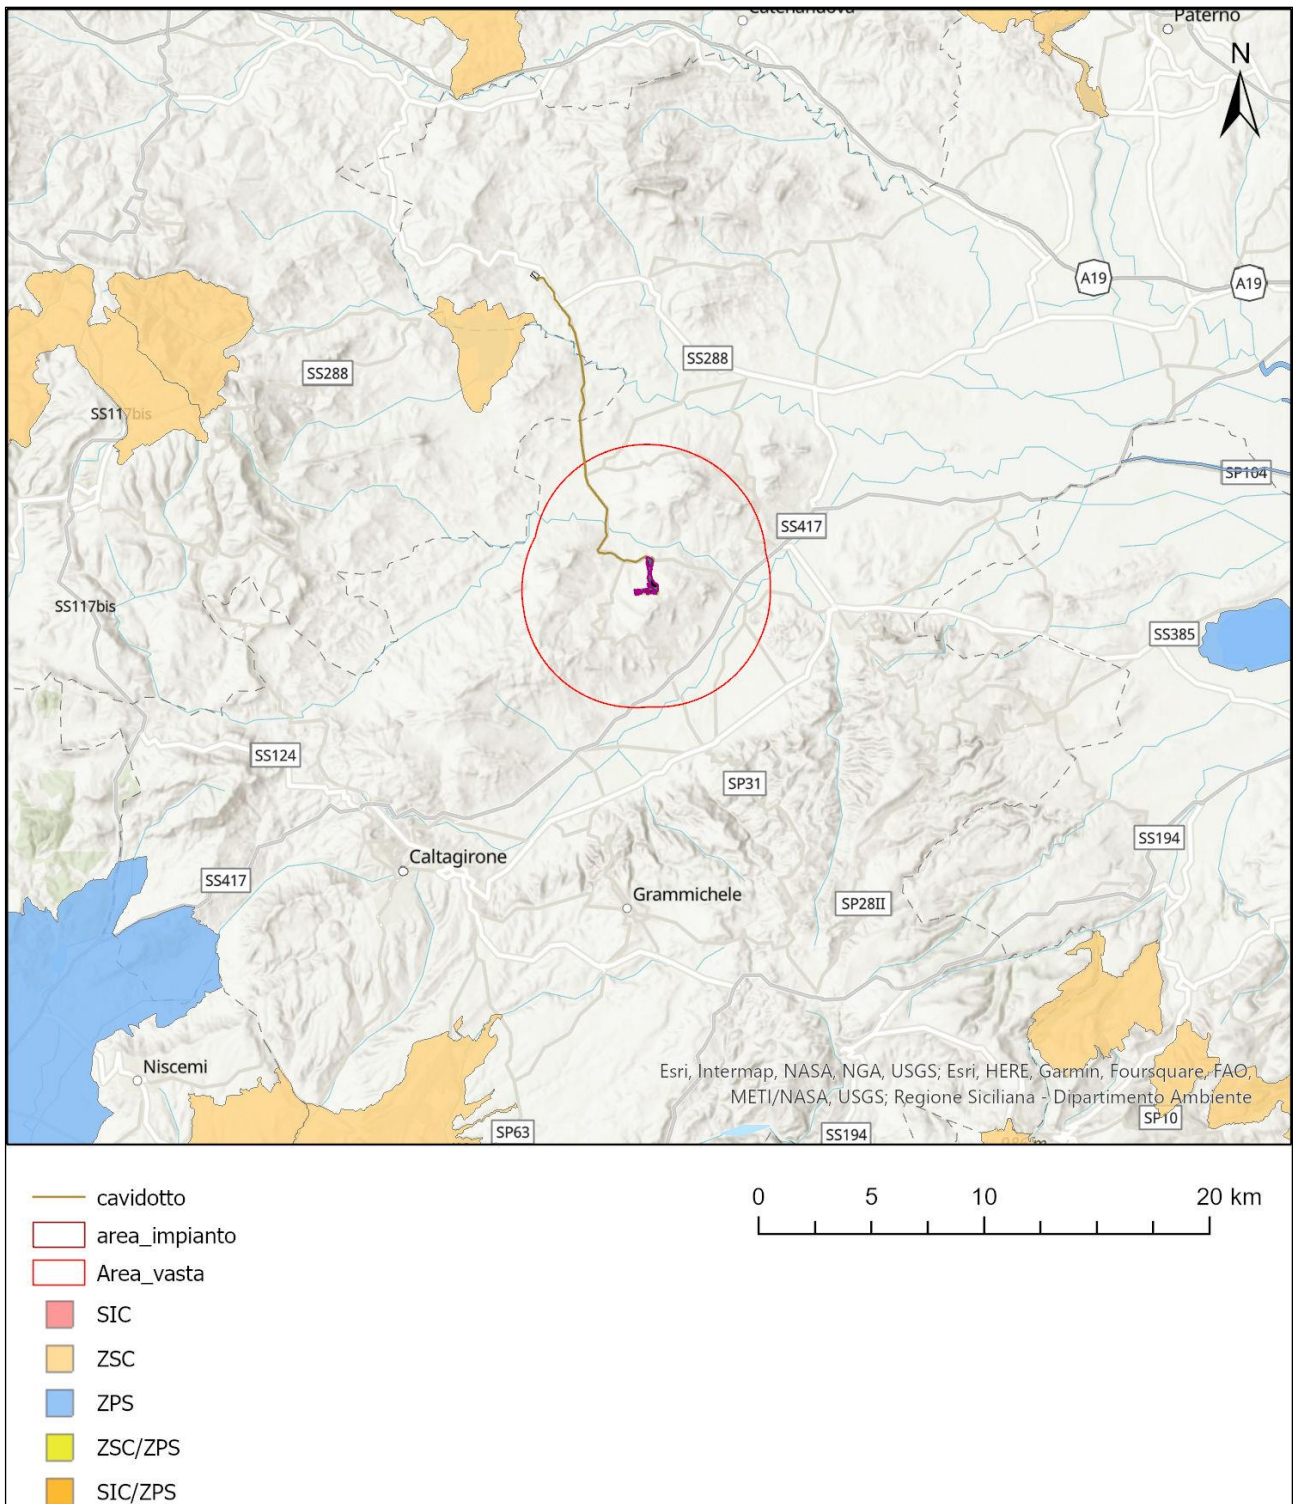 Paterno
N
A19
A19
SS288
SS288
SS117bis
SP104
SS417
SS117bis
SS385
SS124
SP31
SS194
Caltagirone
SS417
Grammichele
SP28II
Niscemi
Esri, Intermap, NASA, NGA, USGS; Esri, HERE, Garmin, Foursquare, FAO,
METI/NASA, USGS; Regione Siciliana - Dipartimento Ambiente
SP10
SP63
SS194
cavidotto
0 5 10 20 km
area_impianto
Area_vasta
SIC
ZSC
ZPS
ZSC/ZPS
SIC/ZPS